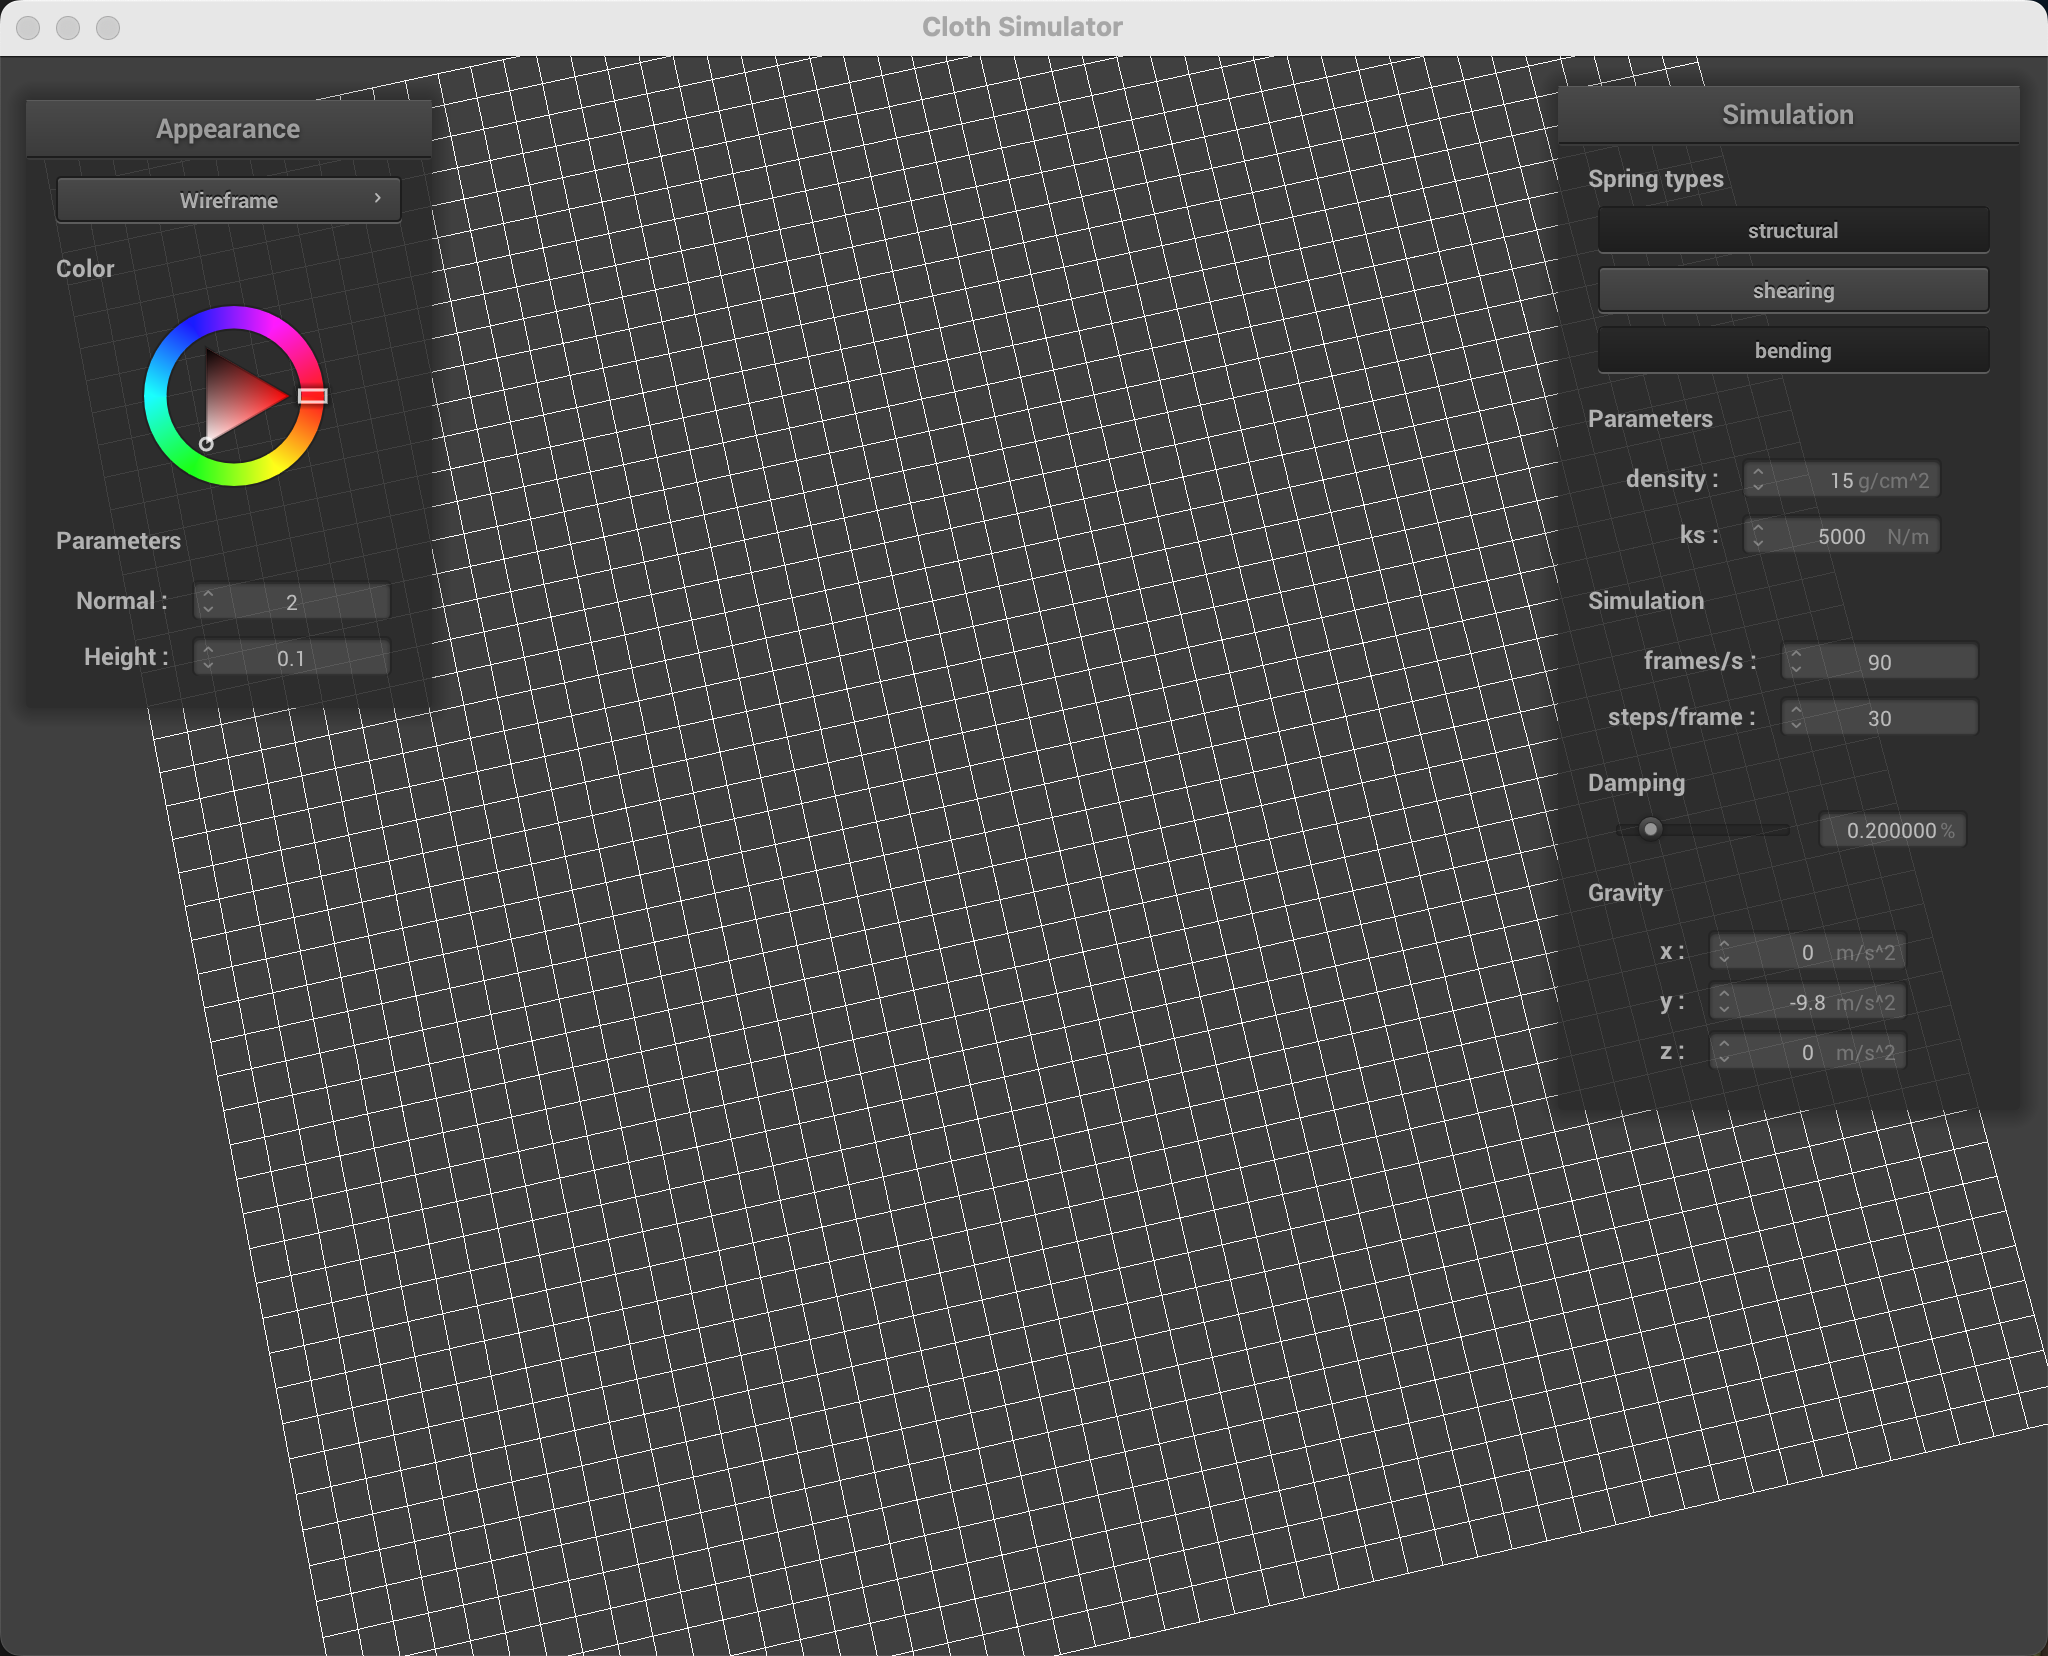 Cloth Simulator
Appearance
Wireframe
Color
Parameters
Normal : 2
Height : 0.1
Simulation
Spring types
structural
shearing
bending
Parameters
density : 15 g/cm^2
ks : 5000 N/m
Simulation
frames/s : 90
steps/frame : 30
Damping
0.200000 %
Gravity
x : 0 m/s^2
y : -9.8 m/s^2
z : 0 m/s^2